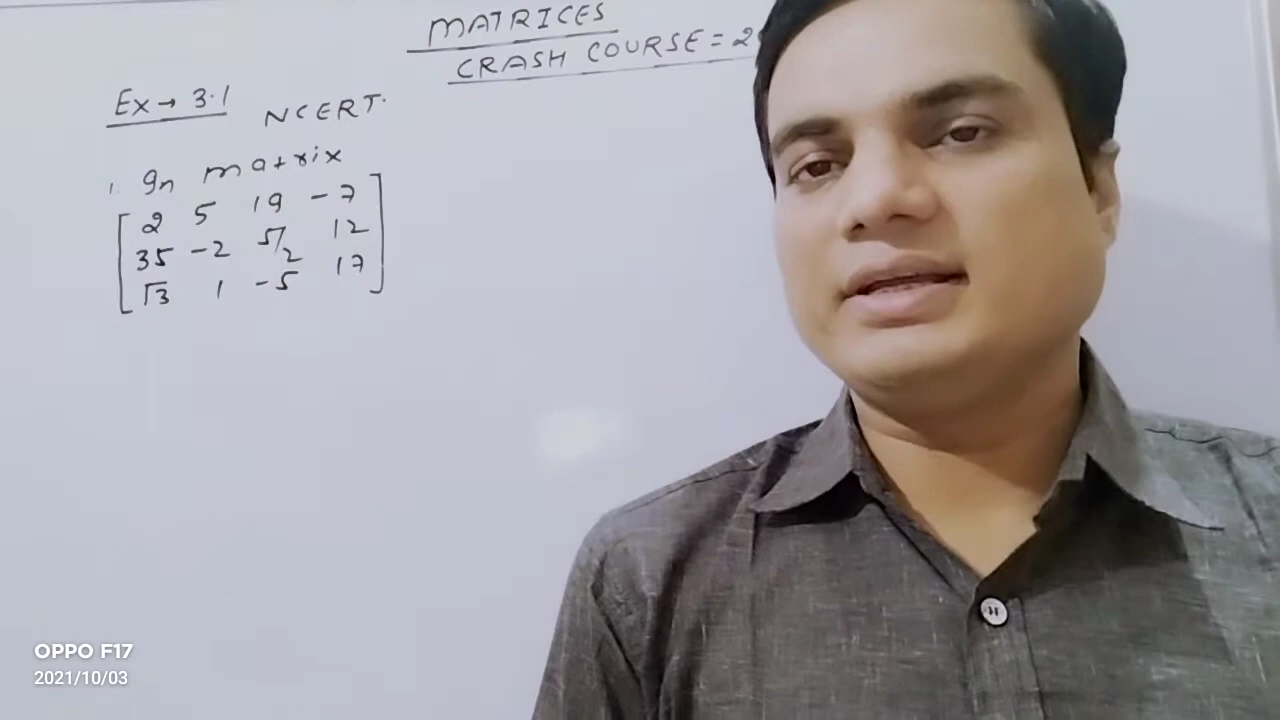 MATRICES
CRASH COURSE = 2
Ex → 3.1 NCERT.
1. In matrix
[ 2 5 19 -7 ]
[ 35 -2 5/2 12 ]
[ √3 1 -5 17 ]
OPPO F17
2021/10/03